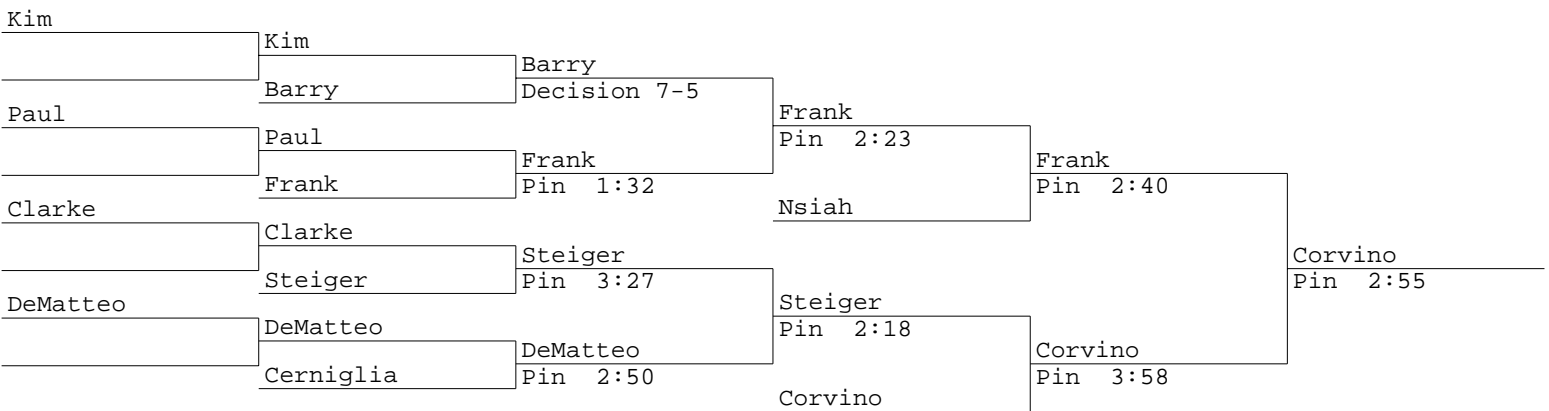 Kim
Kim
Barry
Barry
Decision 7-5
Paul
Frank
Paul
Pin 2:23
Frank
Frank
Frank
Pin 1:32
Pin 2:40
Clarke
Nsiah
Clarke
Steiger
Corvino
Steiger
Pin 3:27
Pin 2:55
DeMatteo
Steiger
DeMatteo
Pin 2:18
DeMatteo
Corvino
Cerniglia
Pin 2:50
Pin 3:58
Corvino